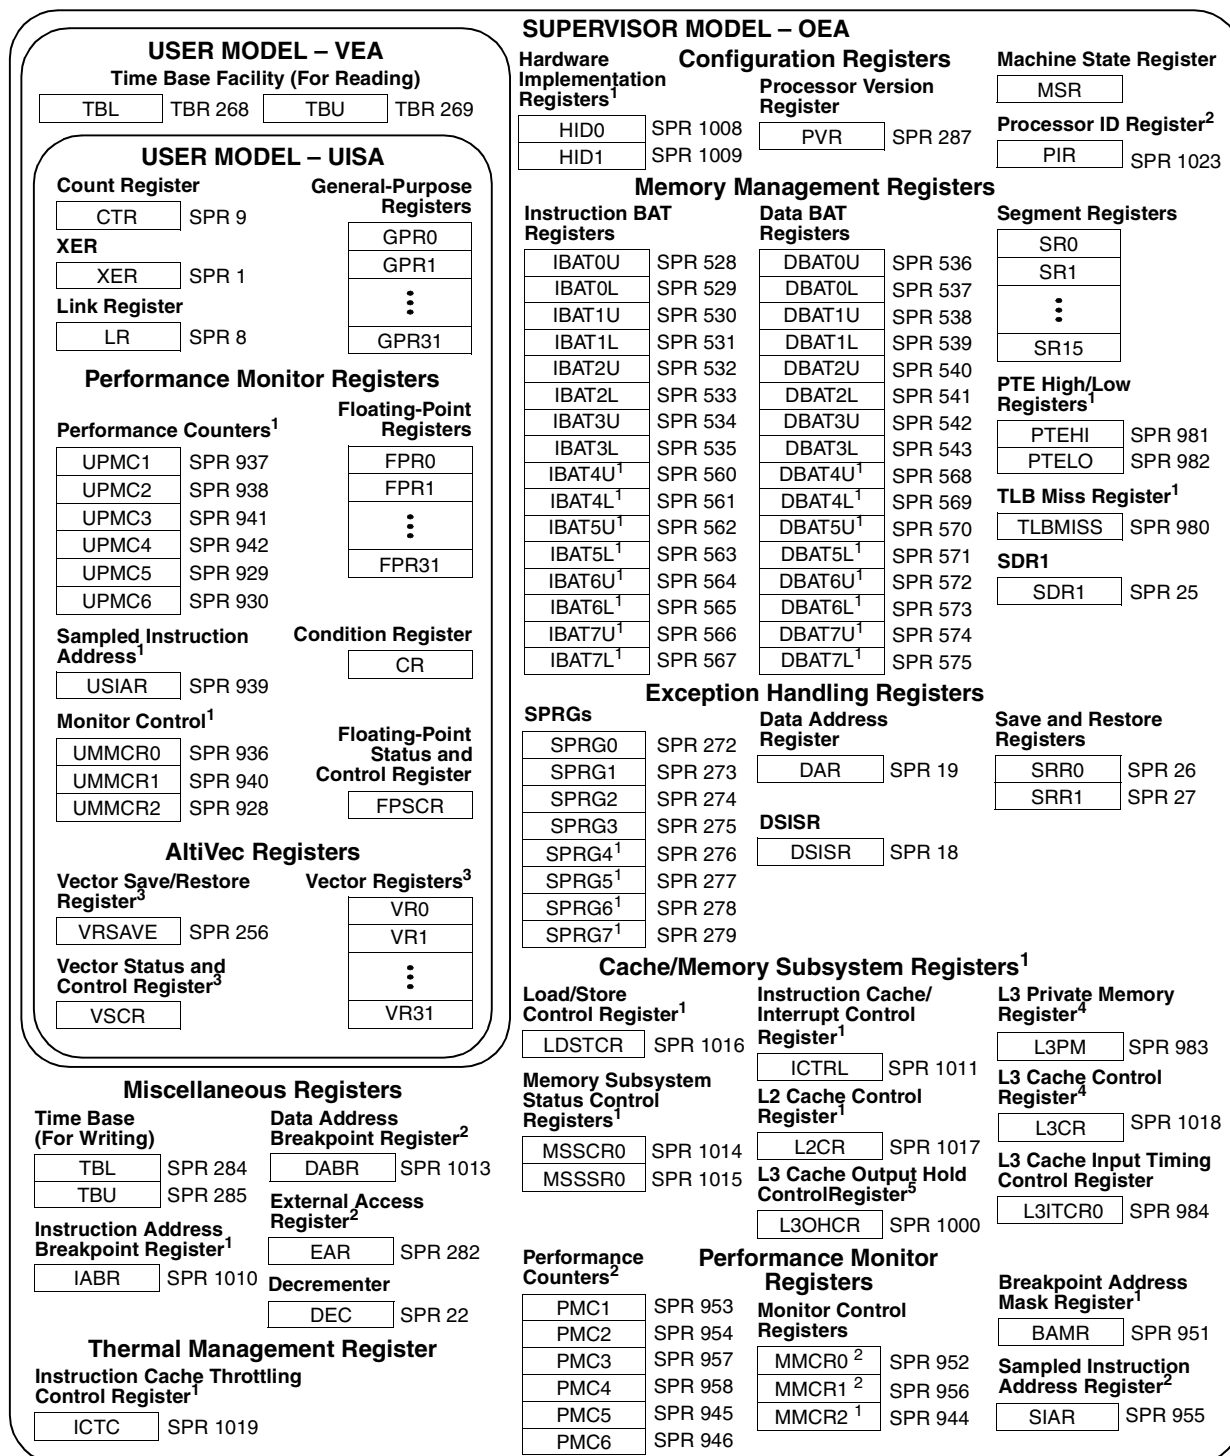 USER MODEL – VEA
Time Base Facility (For Reading)
TBL TBR 268 TBU TBR 269
USER MODEL – UISA
Count Register
CTR SPR 9
XER
XER SPR 1
Link Register
LR SPR 8
General-Purpose
Registers
GPR0
GPR1
GPR31
Performance Monitor Registers
Performance Counters1
UPMC1 SPR 937
UPMC2 SPR 938
UPMC3 SPR 941
UPMC4 SPR 942
UPMC5 SPR 929
UPMC6 SPR 930
Floating-Point
Registers
FPR0
FPR1
FPR31
Sampled Instruction
Address1
USIAR SPR 939
Condition Register
CR
Monitor Control1
UMMCR0 SPR 936
UMMCR1 SPR 940
UMMCR2 SPR 928
Floating-Point
Status and
Control Register
FPSCR
AltiVec Registers
Vector Save/Restore
Register3
VRSAVE SPR 256
Vector Status and
Control Register3
VSCR
Vector Registers3
VR0
VR1
VR31
Miscellaneous Registers
Time Base
(For Writing)
TBL SPR 284
TBU SPR 285
Instruction Address
Breakpoint Register1
IABR SPR 1010
Data Address
Breakpoint Register2
DABR SPR 1013
External Access
Register2
EAR SPR 282
Decrementer
DEC SPR 22
Thermal Management Register
Instruction Cache Throttling
Control Register1
ICTC SPR 1019
SUPERVISOR MODEL – OEA
Configuration Registers
Hardware
Implementation
Registers1
HID0 SPR 1008
HID1 SPR 1009
Processor Version
Register
PVR SPR 287
Machine State Register
MSR
Processor ID Register2
PIR SPR 1023
Memory Management Registers
Instruction BAT
Registers
IBAT0U SPR 528
IBAT0L SPR 529
IBAT1U SPR 530
IBAT1L SPR 531
IBAT2U SPR 532
IBAT2L SPR 533
IBAT3U SPR 534
IBAT3L SPR 535
IBAT4U1 SPR 560
IBAT4L1 SPR 561
IBAT5U1 SPR 562
IBAT5L1 SPR 563
IBAT6U1 SPR 564
IBAT6L1 SPR 565
IBAT7U1 SPR 566
IBAT7L1 SPR 567
Data BAT
Registers
DBAT0U SPR 536
DBAT0L SPR 537
DBAT1U SPR 538
DBAT1L SPR 539
DBAT2U SPR 540
DBAT2L SPR 541
DBAT3U SPR 542
DBAT3L SPR 543
DBAT4U1 SPR 568
DBAT4L1 SPR 569
DBAT5U1 SPR 570
DBAT5L1 SPR 571
DBAT6U1 SPR 572
DBAT6L1 SPR 573
DBAT7U1 SPR 574
DBAT7L1 SPR 575
Segment Registers
SR0
SR1
SR15
PTE High/Low
Registers1
PTEHI SPR 981
PTELO SPR 982
TLB Miss Register1
TLBMISS SPR 980
SDR1
SDR1 SPR 25
Exception Handling Registers
SPRGs
SPRG0 SPR 272
SPRG1 SPR 273
SPRG2 SPR 274
SPRG3 SPR 275
SPRG41 SPR 276
SPRG51 SPR 277
SPRG61 SPR 278
SPRG71 SPR 279
Data Address
Register
DAR SPR 19
DSISR
DSISR SPR 18
Save and Restore
Registers
SRR0 SPR 26
SRR1 SPR 27
Cache/Memory Subsystem Registers1
Load/Store
Control Register1
LDSTCR SPR 1016
Memory Subsystem
Status Control
Registers1
MSSCR0 SPR 1014
MSSSR0 SPR 1015
Instruction Cache/
Interrupt Control
Register1
ICTRL SPR 1011
L2 Cache Control
Register1
L2CR SPR 1017
L3 Cache Output Hold
ControlRegister5
L3OHCR SPR 1000
L3 Private Memory
Register4
L3PM SPR 983
L3 Cache Control
Register4
L3CR SPR 1018
L3 Cache Input Timing
Control Register
L3ITCR0 SPR 984
Performance Monitor
Registers
Performance
Counters2
PMC1 SPR 953
PMC2 SPR 954
PMC3 SPR 957
PMC4 SPR 958
PMC5 SPR 945
PMC6 SPR 946
Monitor Control
Registers
MMCR0 2 SPR 952
MMCR1 2 SPR 956
MMCR2 1 SPR 944
Breakpoint Address
Mask Register1
BAMR SPR 951
Sampled Instruction
Address Register2
SIAR SPR 955